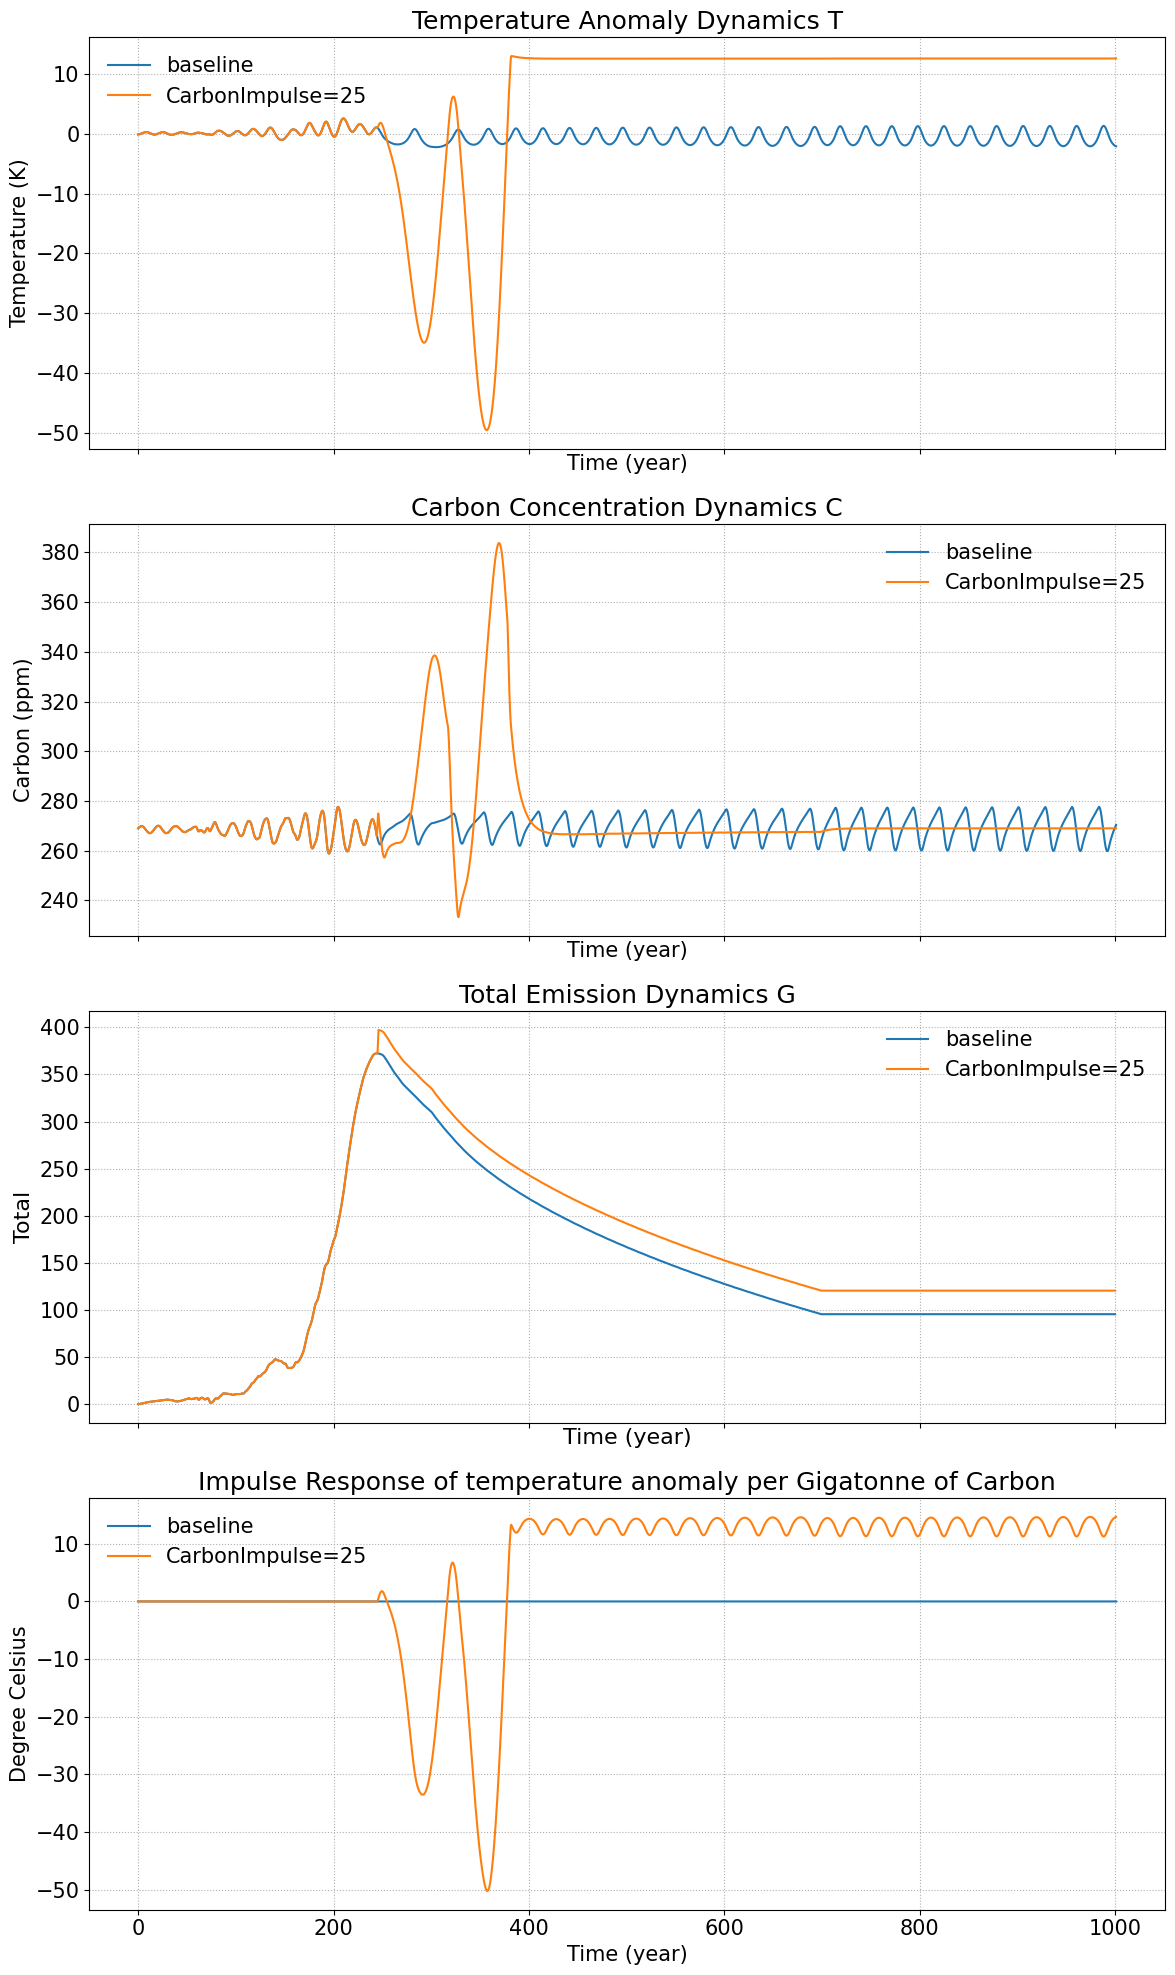 Temperature Anomaly Dynamics T
baseline
CarbonImpulse=25
10
0
−10
−20
−30
−40
−50
Temperature (K)
Time (year)
Carbon Concentration Dynamics C
baseline
CarbonImpulse=25
380
360
340
320
300
280
260
240
Carbon (ppm)
Time (year)
Total Emission Dynamics G
baseline
CarbonImpulse=25
400
350
300
250
200
150
100
50
0
Total
Time (year)
Impulse Response of temperature anomaly per Gigatonne of Carbon
baseline
CarbonImpulse=25
10
0
−10
−20
−30
−40
−50
Degree Celsius
0 200 400 600 800 1000
Time (year)